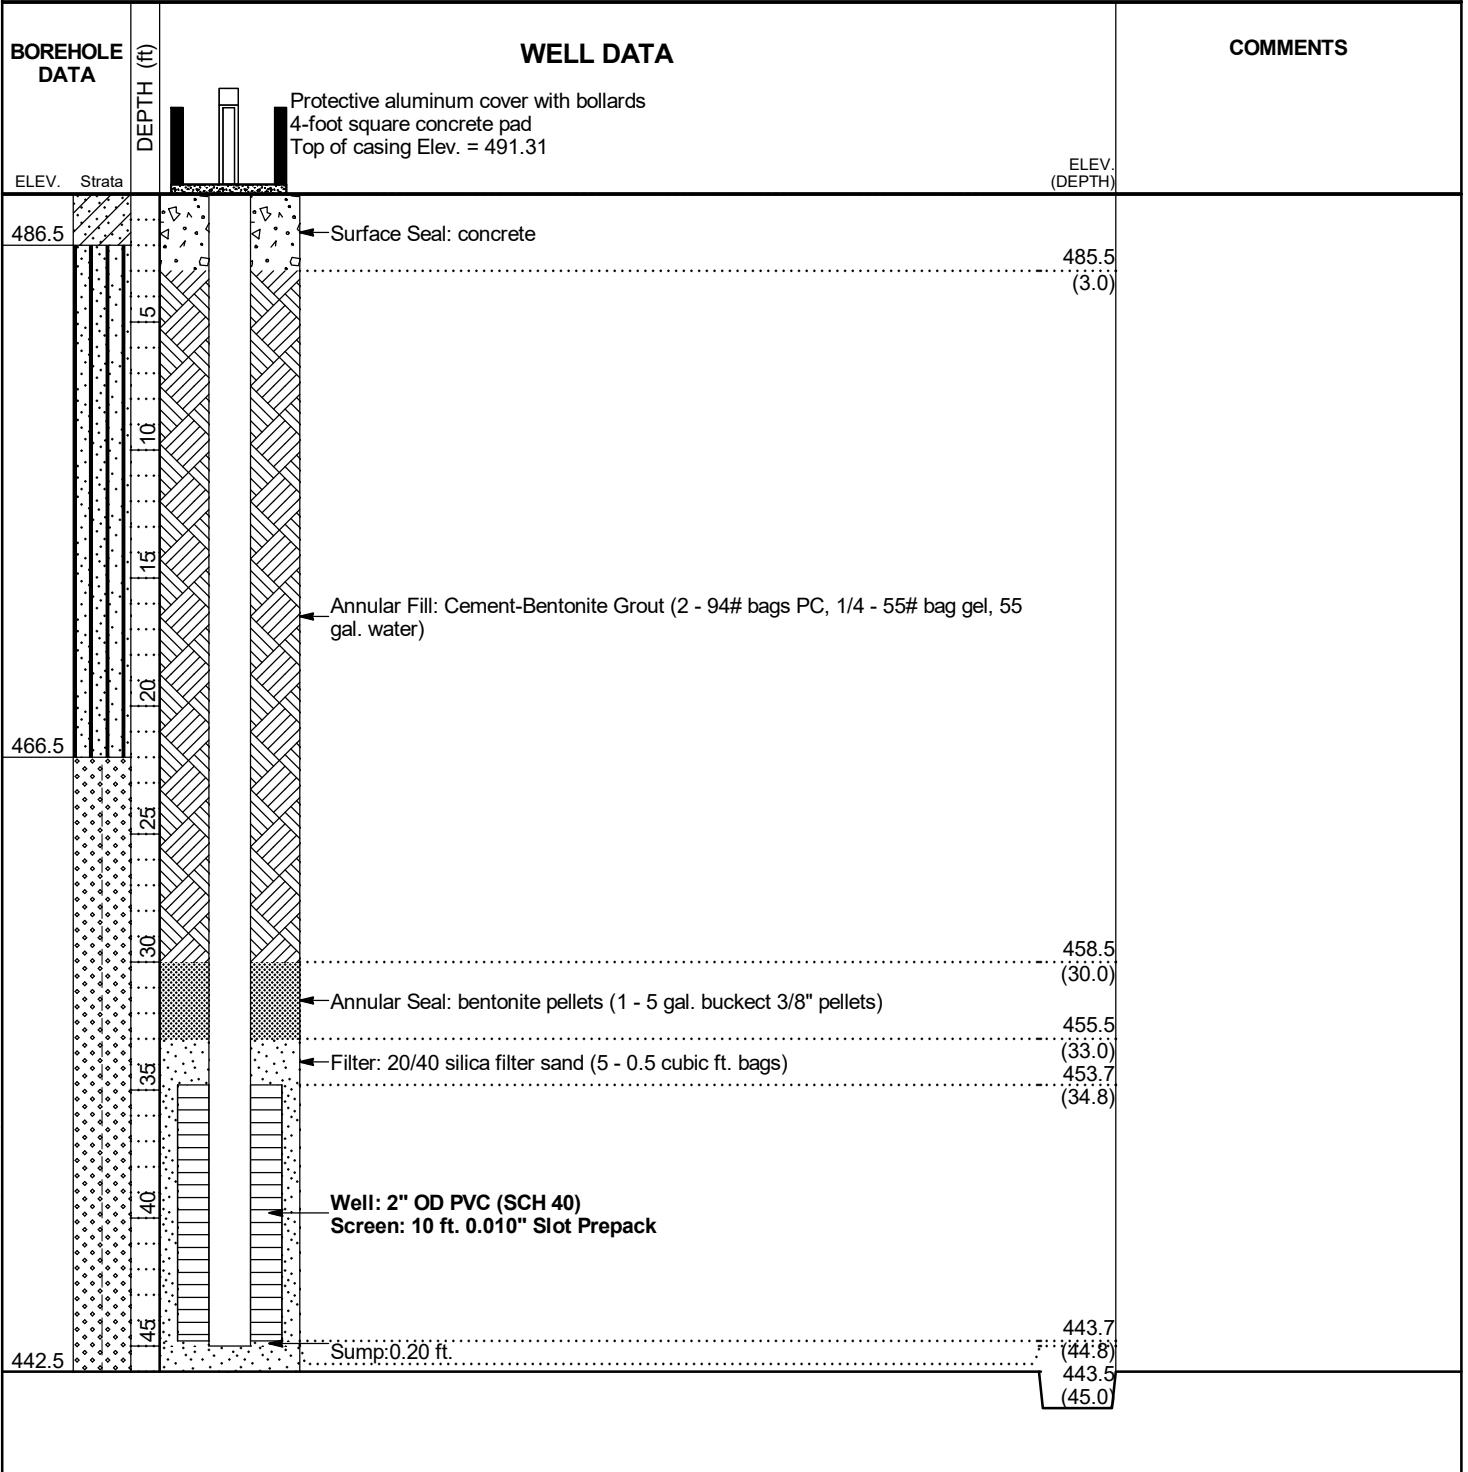 BOREHOLE
DATA
DEPTH (ft)
WELL DATA
COMMENTS
Protective aluminum cover with bollards
4-foot square concrete pad
Top of casing Elev. = 491.31
ELEV.
(DEPTH)
ELEV. Strata
486.5
Surface Seal: concrete
485.5
(3.0)
5
10
15
Annular Fill: Cement-Bentonite Grout (2 - 94# bags PC, 1/4 - 55# bag gel, 55
gal. water)
20
466.5
25
30
458.5
(30.0)
Annular Seal: bentonite pellets (1 - 5 gal. buckect 3/8" pellets)
455.5
(33.0)
Filter: 20/40 silica filter sand (5 - 0.5 cubic ft. bags)
453.7
(34.8)
35
40
Well: 2" OD PVC (SCH 40)
Screen: 10 ft. 0.010" Slot Prepack
45
443.7
(44.8)
Sump:0.20 ft.
442.5
443.5
(45.0)